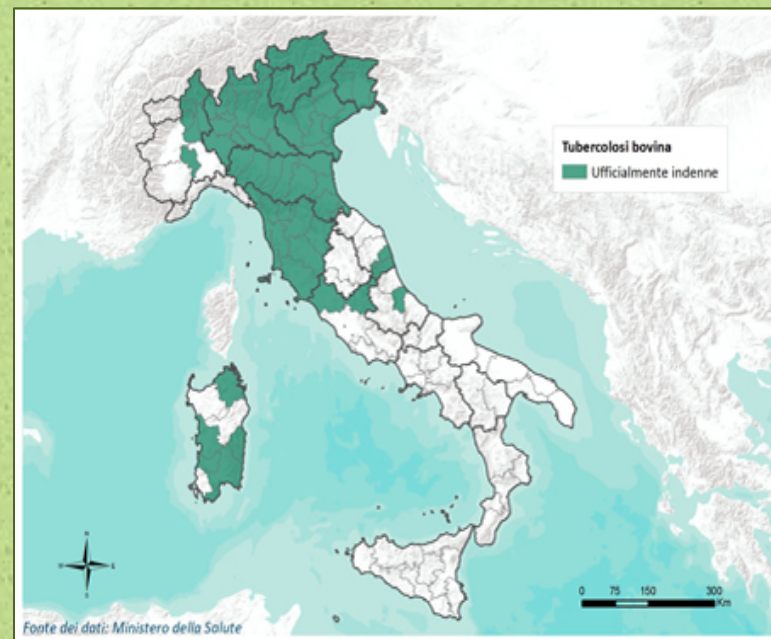 Tubercolosi bovina
Ufficialmente indenne
N
S
0 75 150 300
Km
Fonte dei dati: Ministero della Salute